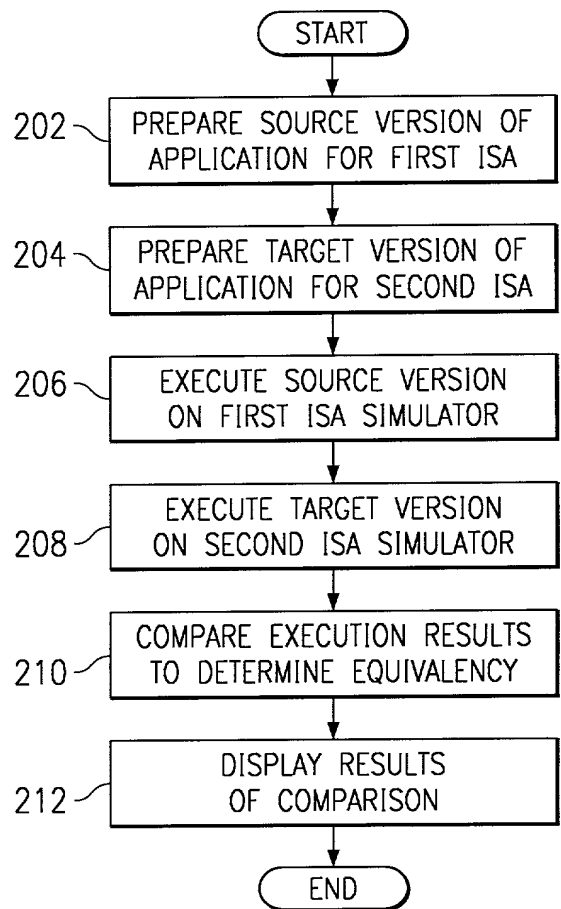 START
202
PREPARE SOURCE VERSION OF
APPLICATION FOR FIRST ISA
204
PREPARE TARGET VERSION OF
APPLICATION FOR SECOND ISA
206
EXECUTE SOURCE VERSION
ON FIRST ISA SIMULATOR
208
EXECUTE TARGET VERSION
ON SECOND ISA SIMULATOR
210
COMPARE EXECUTION RESULTS
TO DETERMINE EQUIVALENCY
212
DISPLAY RESULTS
OF COMPARISON
END